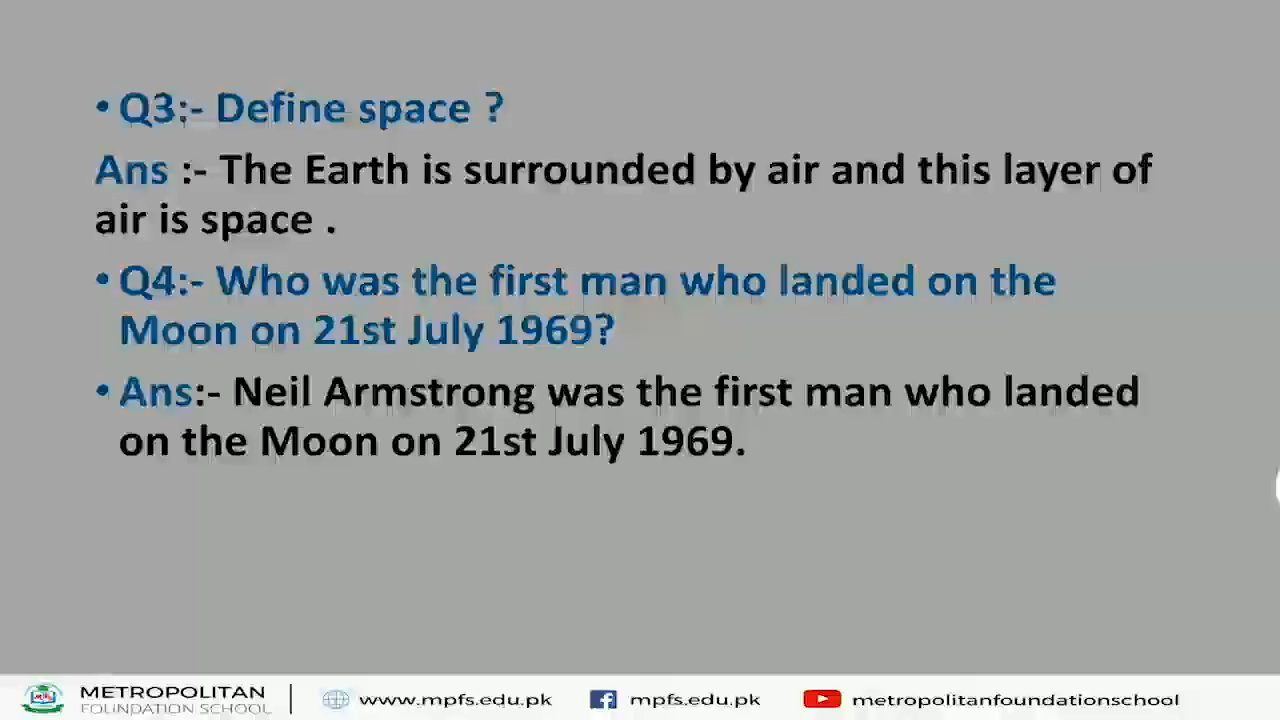 • Q3:- Define space ?
Ans :- The Earth is surrounded by air and this layer of
air is space .
• Q4:- Who was the first man who landed on the
Moon on 21st July 1969?
• Ans:- Neil Armstrong was the first man who landed
on the Moon on 21st July 1969.
METROPOLITAN
FOUNDATION SCHOOL
www.mpfs.edu.pk
mpfs.edu.pk
metropolitanfoundationschool